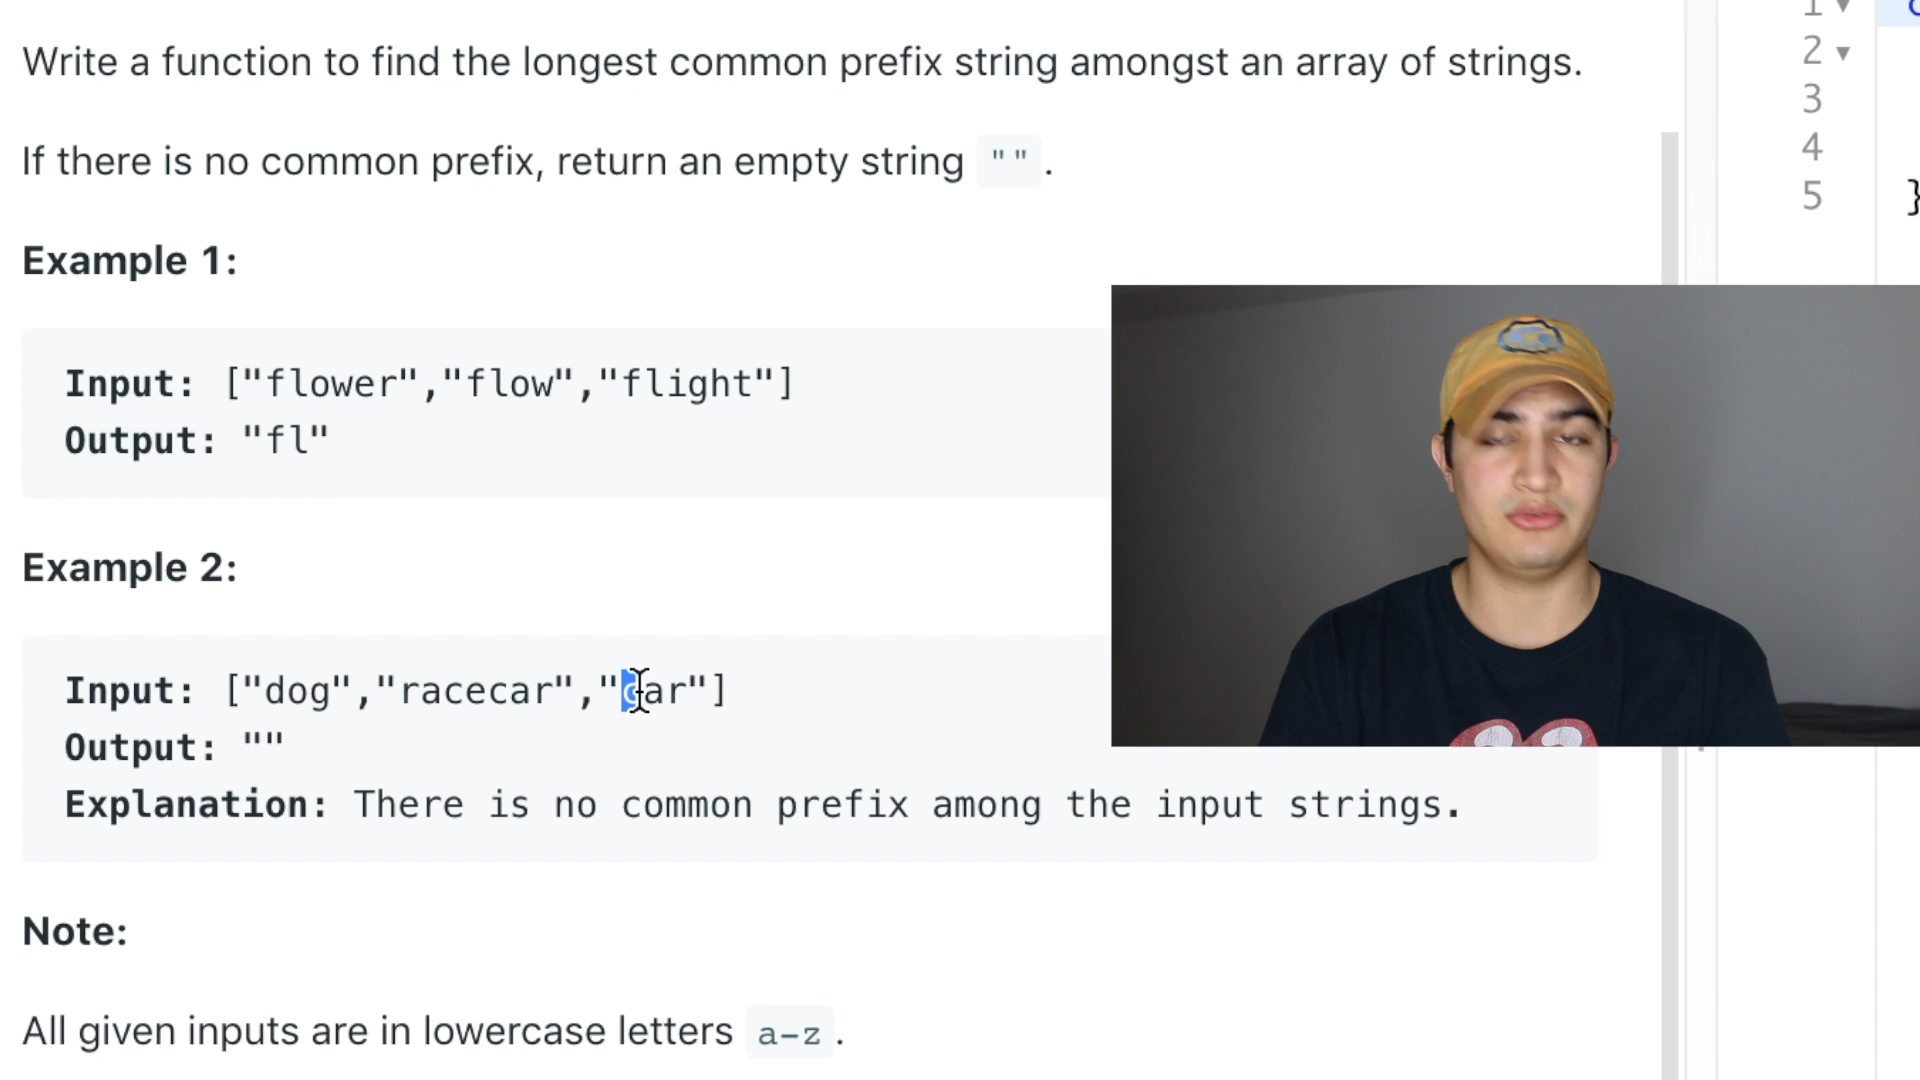 Write a function to find the longest common prefix string amongst an array of strings.
If there is no common prefix, return an empty string "".
Example 1:
Input: ["flower","flow","flight"]
Output: "fl"
Example 2:
Input: ["dog","racecar","car"]
Output: ""
Explanation: There is no common prefix among the input strings.
Note:
All given inputs are in lowercase letters a-z.
1
2
3
4
5 }